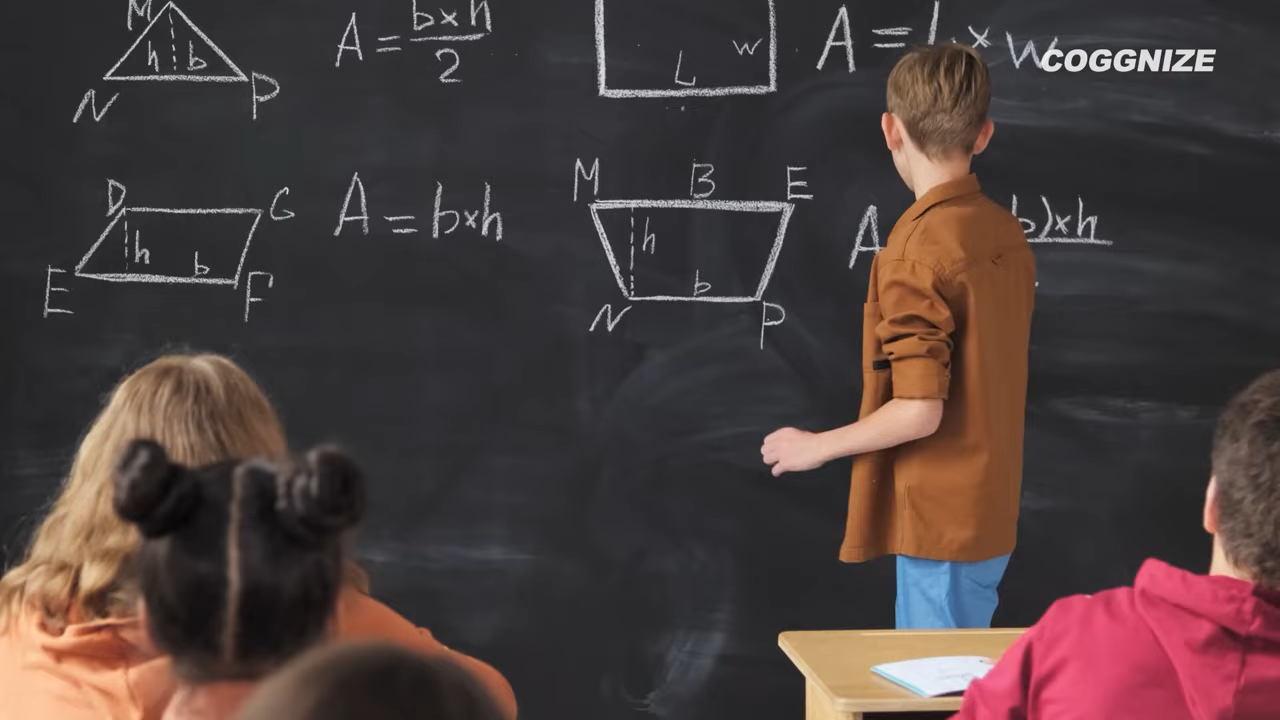 M
h b
N P
A = b×h
2
L w
A = L × w
COGGNIZE
D G
h b
E F
A = b×h
M B E
h
b
N P
A b)×h